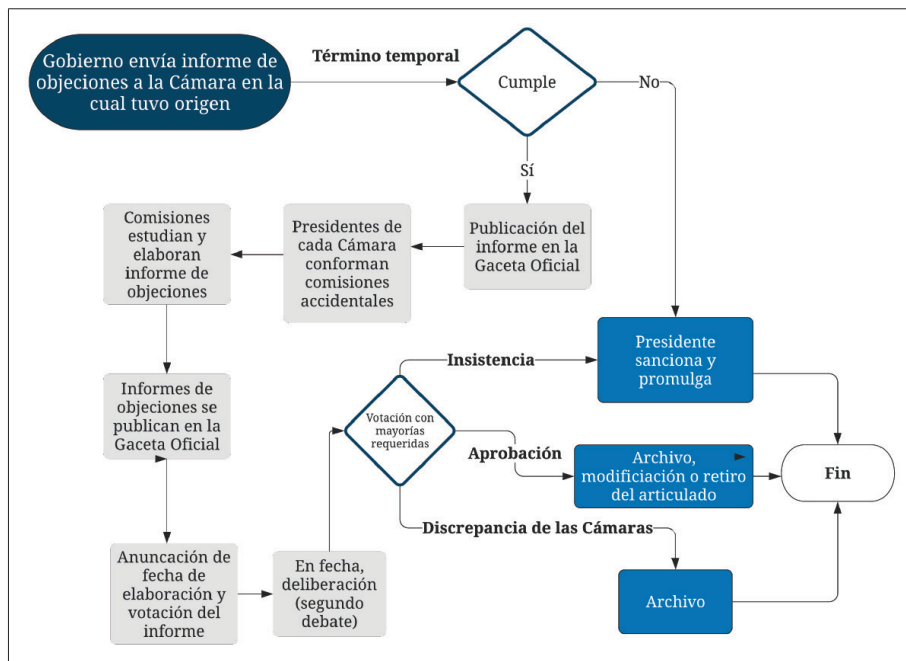 Gobierno envía informe de
objeciones a la Cámara en la
cual tuvo origen
Término temporal
Cumple
No
Sí
Publicación del
informe en la
Gaceta Oficial
Presidentes de
cada Cámara
conforman
comisiones
accidentales
Comisiones
estudian y
elaboran
informe de
objeciones
Informes de
objeciones se
publican en la
Gaceta Oficial
Anuncación de
fecha de
elaboración y
votación del
informe
En fecha,
deliberación
(segundo
debate)
Votación con
mayorías
requeridas
Insistencia
Presidente
sanciona y
promulga
Aprobación
Archivo,
modificiación o retiro
del articulado
Discrepancia de las Cámaras
Archivo
Fin